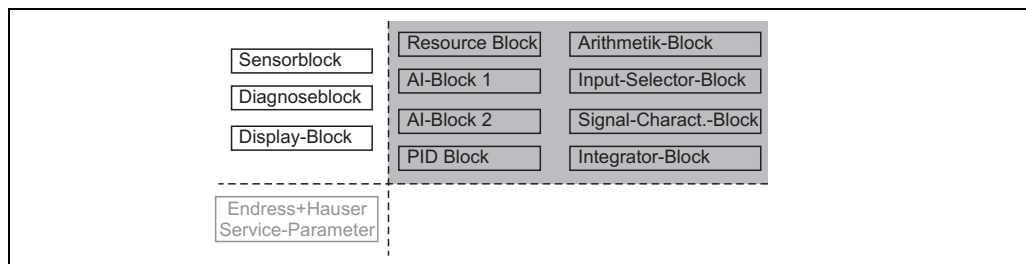 Sensorblock
Diagnoseblock
Display-Block
Resource Block
AI-Block 1
AI-Block 2
PID Block
Arithmetik-Block
Input-Selector-Block
Signal-Charact.-Block
Integrator-Block
Endress+Hauser
Service-Parameter